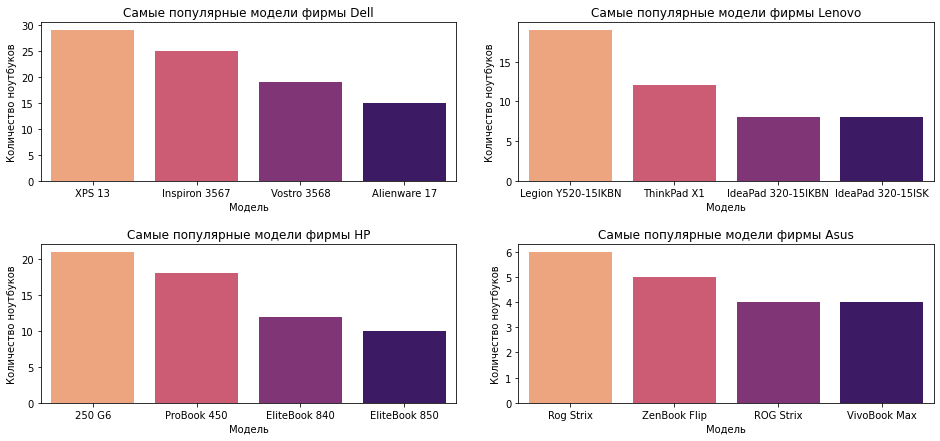 Самые популярные модели фирмы Dell
Количество ноутбуков
30
25
20
15
10
5
0
XPS 13 Inspiron 3567 Vostro 3568 Alienware 17
Модель
Самые популярные модели фирмы Lenovo
Количество ноутбуков
15
10
5
0
Legion Y520-15IKBN ThinkPad X1 IdeaPad 320-15IKBN IdeaPad 320-15ISK
Модель
Самые популярные модели фирмы HP
Количество ноутбуков
20
15
10
5
0
250 G6 ProBook 450 EliteBook 840 EliteBook 850
Модель
Самые популярные модели фирмы Asus
Количество ноутбуков
6
5
4
3
2
1
0
Rog Strix ZenBook Flip ROG Strix VivoBook Max
Модель